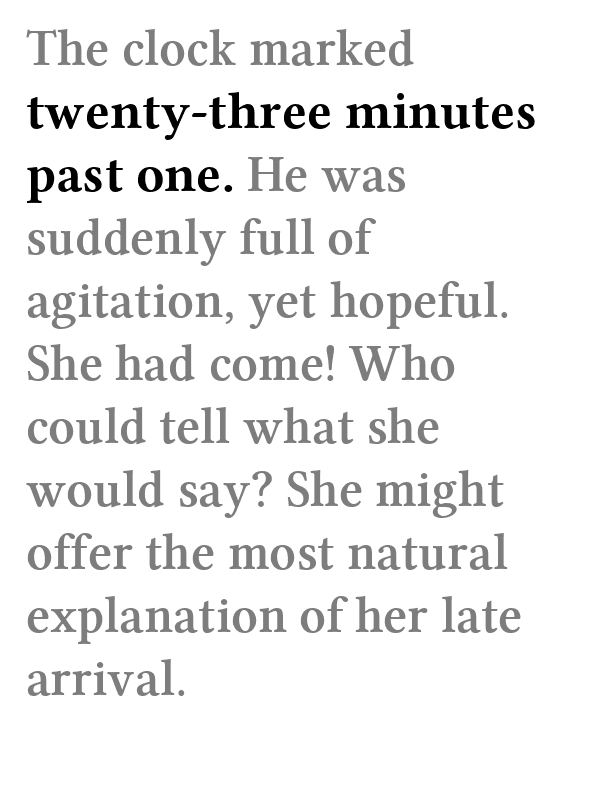 The clock marked
twenty-three minutes
past one. He was
suddenly full of
agitation, yet hopeful.
She had come! Who
could tell what she
would say? She might
offer the most natural
explanation of her late
arrival.